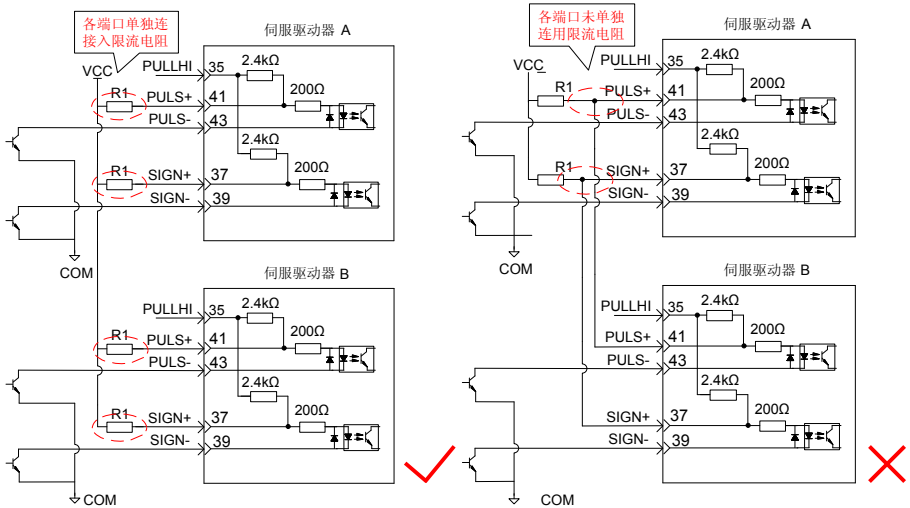 各端口单独连
接入限流电阻
伺服驱动器 A
VCC
PULLHI
35
2.4kΩ
200Ω
R1
PULS+
41
PULS-
43
2.4kΩ
200Ω
R1
SIGN+
37
SIGN-
39
COM
伺服驱动器 B
PULLHI
35
2.4kΩ
200Ω
R1
PULS+
41
PULS-
43
2.4kΩ
200Ω
R1
SIGN+
37
SIGN-
39
COM
各端口未单独
连用限流电阻
伺服驱动器 A
VCC
PULLHI
35
2.4kΩ
200Ω
R1
PULS+
41
PULS-
43
2.4kΩ
200Ω
R1
SIGN+
37
SIGN-
39
COM
伺服驱动器 B
PULLHI
35
2.4kΩ
200Ω
PULS+
41
PULS-
43
2.4kΩ
200Ω
SIGN+
37
SIGN-
39
COM